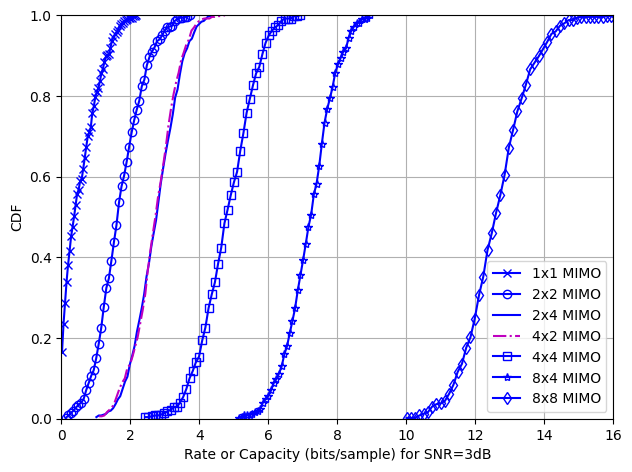 1.0
0.8
0.6
0.4
0.2
0.0
CDF
0 2 4 6 8 10 12 14 16
Rate or Capacity (bits/sample) for SNR=3dB
1x1 MIMO
2x2 MIMO
2x4 MIMO
4x2 MIMO
4x4 MIMO
8x4 MIMO
8x8 MIMO